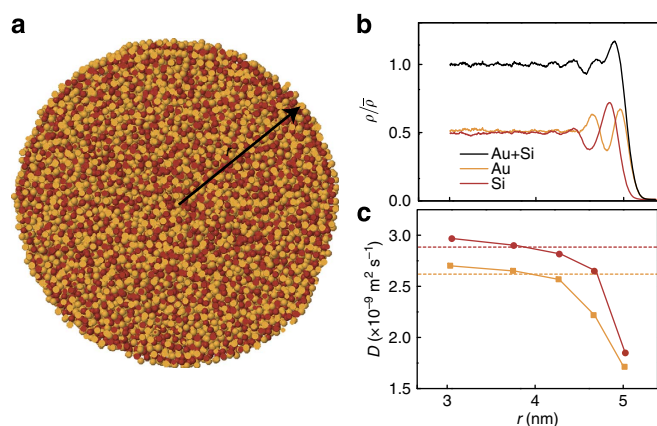 a
r
b
ρ/ρ̄
1.0
0.5
0.0
Au+Si
Au
Si
c
D (×10⁻⁹ m² s⁻¹)
3.0
2.5
2.0
1.5
3
4
5
r (nm)